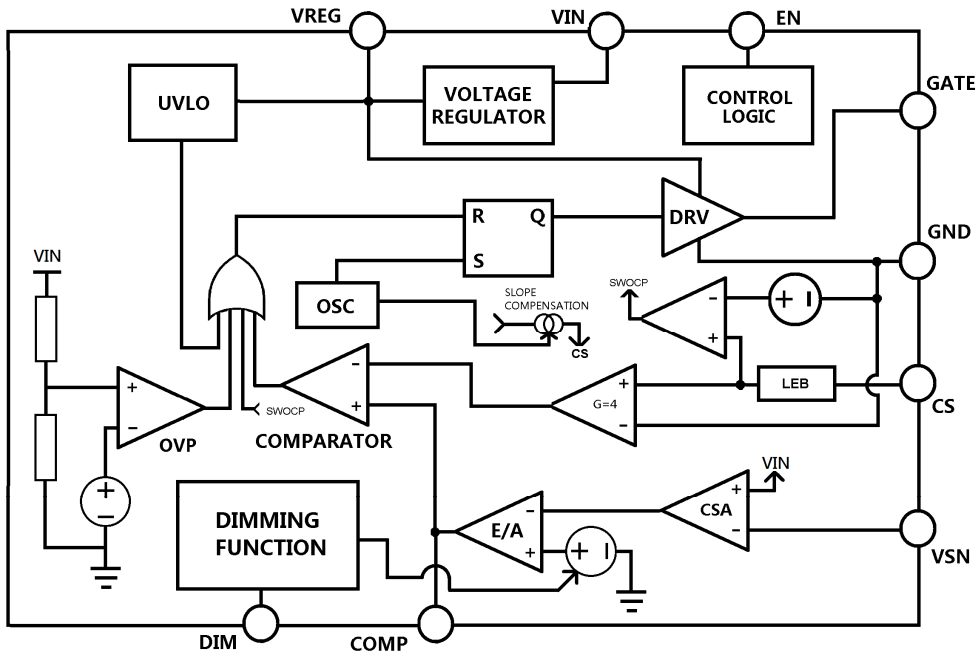 VREG
VIN
EN
UVLO
VOLTAGE
REGULATOR
CONTROL
LOGIC
GATE
R
Q
DRV
GND
S
VIN
OSC
SLOPE
COMPENSATION
SWOCP
-
+
+
I
CS
-
+
LEB
+
G=4
-
CS
+
-
SWOCP
OVP
COMPARATOR
+
-
DIMMING
FUNCTION
-
E/A
+
+
I
VIN
+
CSA
-
VSN
DIM
COMP